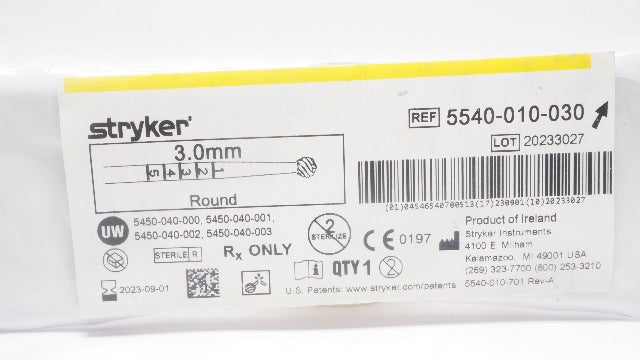 stryker
REF 5540-010-030
LOT 20233027
3.0mm
5 4 3 2 1
Round
(01)04546540700513(17)230901(10)20233027
UW 5450-040-000, 5450-040-001,
5450-040-002, 5450-040-003
2
STERILIZE
STERILE R
Rx ONLY
CE 0197
Product of Ireland
Stryker Instruments
4100 E. Milham
Kalamazoo, MI 49001 USA
(269) 323-7700 (800) 253-3210
5540-010-701 Rev-A
2023-09-01
i QTY 1 2
U.S. Patents: www.stryker.com/patents